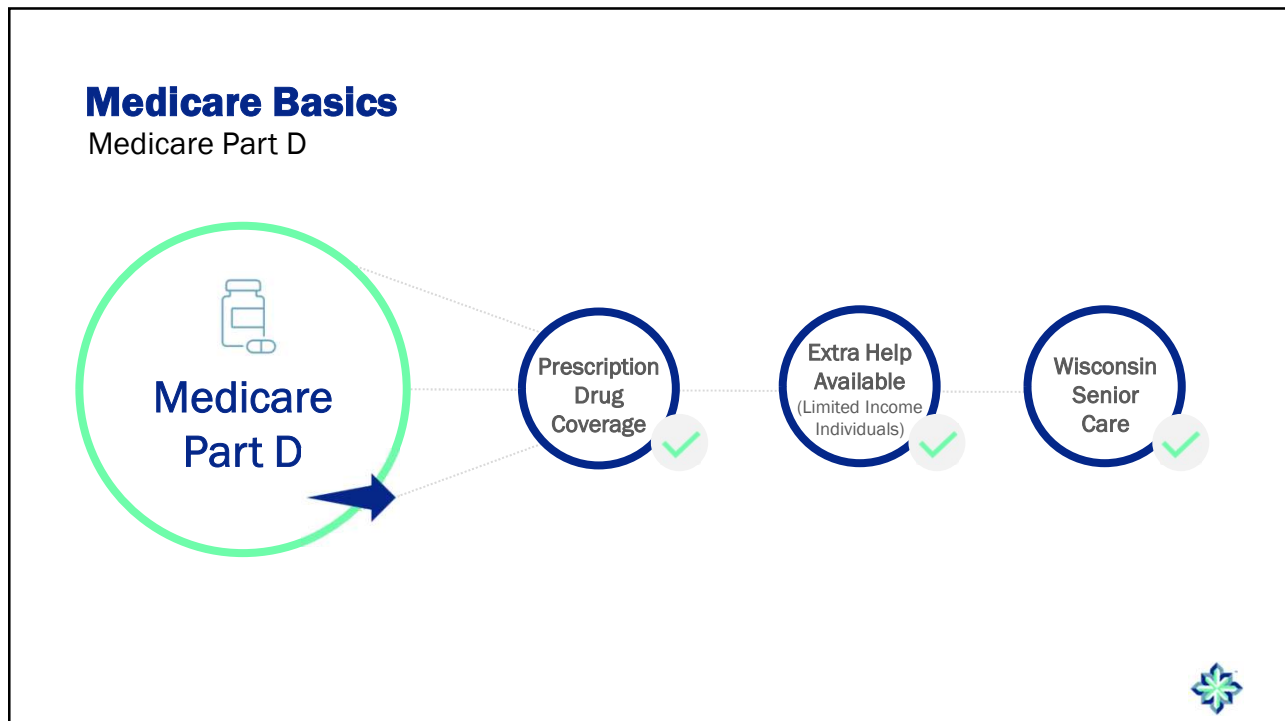 Medicare Basics
Medicare Part D
Medicare
Part D
Prescription
Drug
Coverage
Extra Help
Available
(Limited Income
Individuals)
Wisconsin
Senior
Care